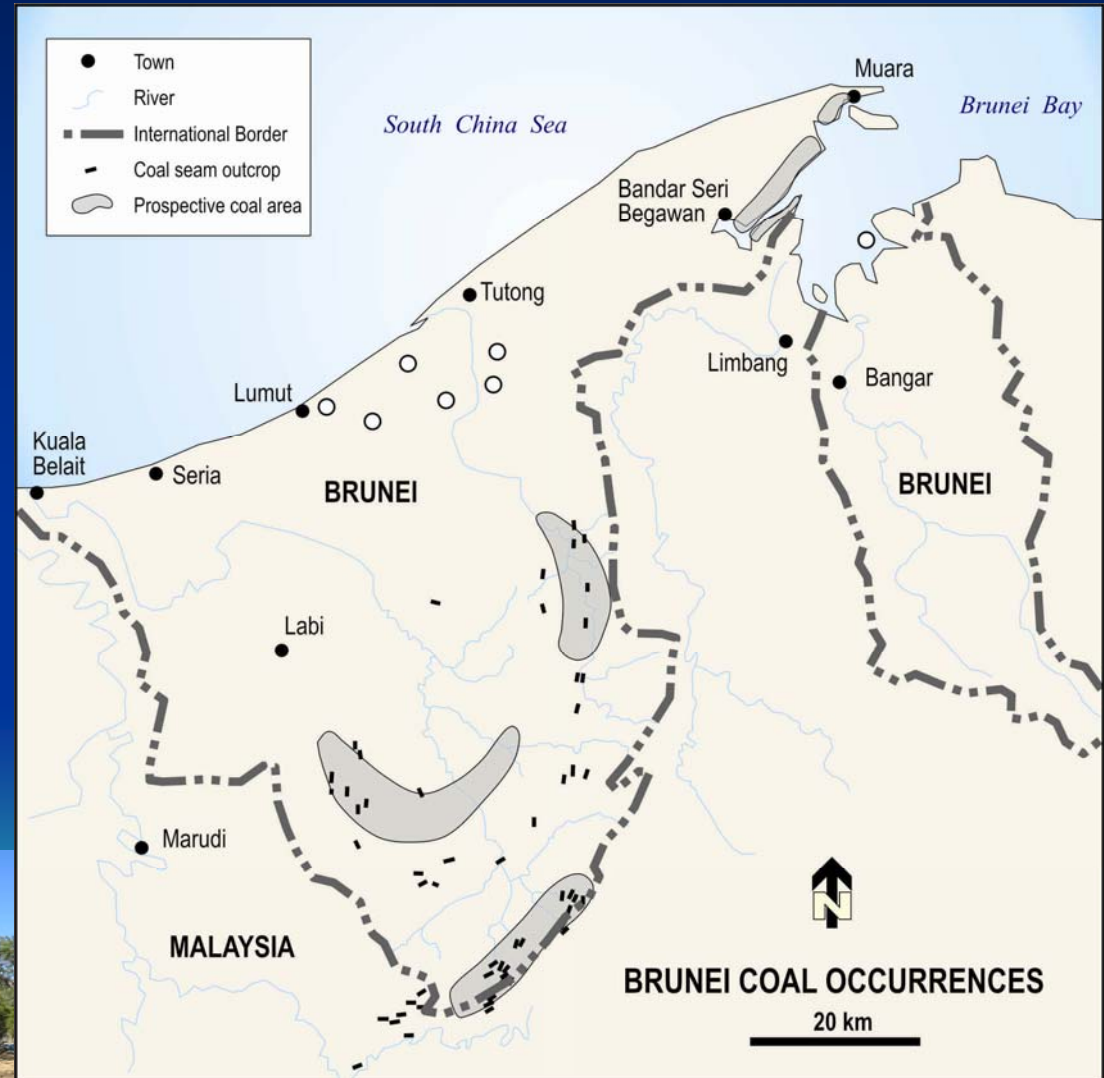 Town
River
International Border
Coal seam outcrop
Prospective coal area
South China Sea
Muara
Brunei Bay
Bandar Seri
Begawan
Tutong
Limbang
Bangar
Lumut
Kuala
Belait
Seria
BRUNEI
BRUNEI
Labi
Marudi
MALAYSIA
N
BRUNEI COAL OCCURRENCES
20 km